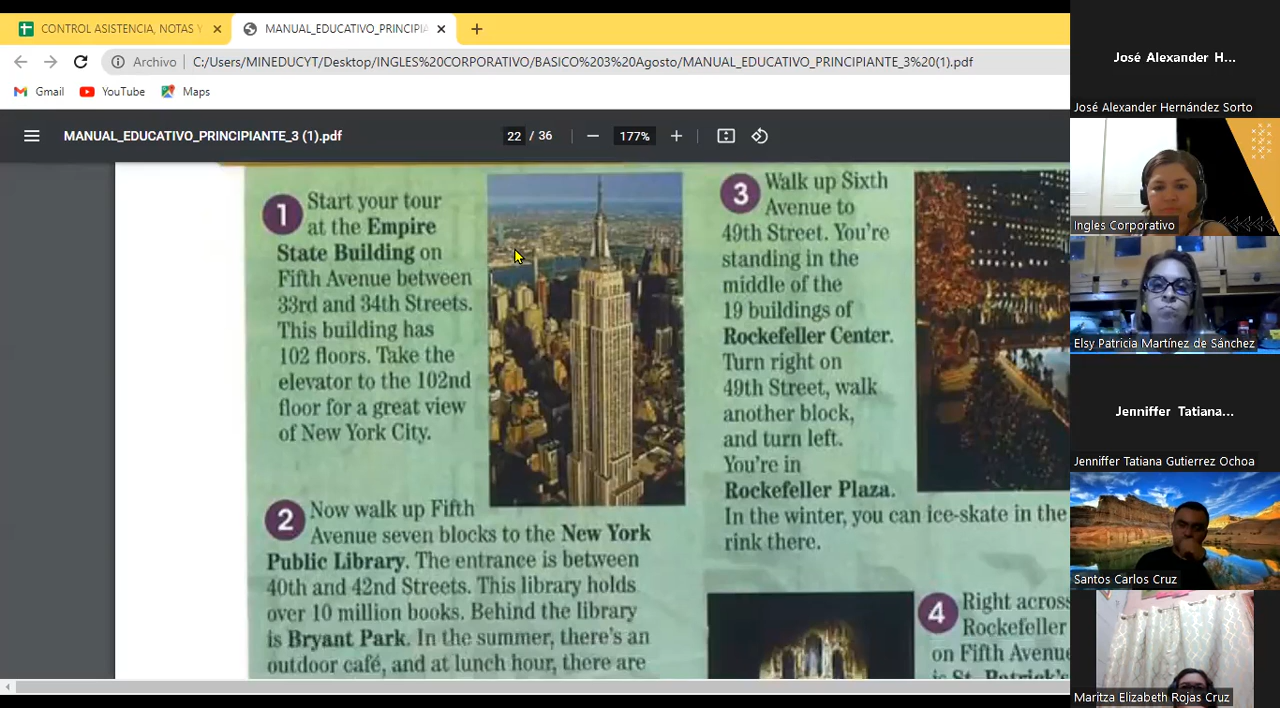 CONTROL ASISTENCIA, NOTAS Y
MANUAL_EDUCATIVO_PRINCIPIA
Archivo
C:/Users/MINEDUCYT/Desktop/INGLES%20CORPORATIVO/BASICO%203%20Agosto/MANUAL_EDUCATIVO_PRINCIPIANTE_3%20(1).pdf
Gmail
YouTube
Maps
MANUAL_EDUCATIVO_PRINCIPIANTE_3 (1).pdf
22 / 36
177%
1 Start your tour
at the Empire
State Building on
Fifth Avenue between
33rd and 34th Streets.
This building has
102 floors. Take the
elevator to the 102nd
floor for a great view
of New York City.
2 Now walk up Fifth
Avenue seven blocks to the New York
Public Library. The entrance is between
40th and 42nd Streets. This library holds
over 10 million books. Behind the library
is Bryant Park. In the summer, there's an
outdoor café, and at lunch hour, there are
3 Walk up Sixth
Avenue to
49th Street. You're
standing in the
middle of the
19 buildings of
Rockefeller Center.
Turn right on
49th Street, walk
another block,
and turn left.
You're in
Rockefeller Plaza.
In the winter, you can ice-skate in the
rink there.
4 Right across
Rockefeller
on Fifth Avenue
is St. Patrick's
José Alexander H...
José Alexander Hernández Sorto
Ingles Corporativo
Elsy Patricia Martínez de Sánchez
Jenniffer Tatiana...
Jenniffer Tatiana Gutierrez Ochoa
Santos Carlos Cruz
Maritza Elizabeth Rojas Cruz